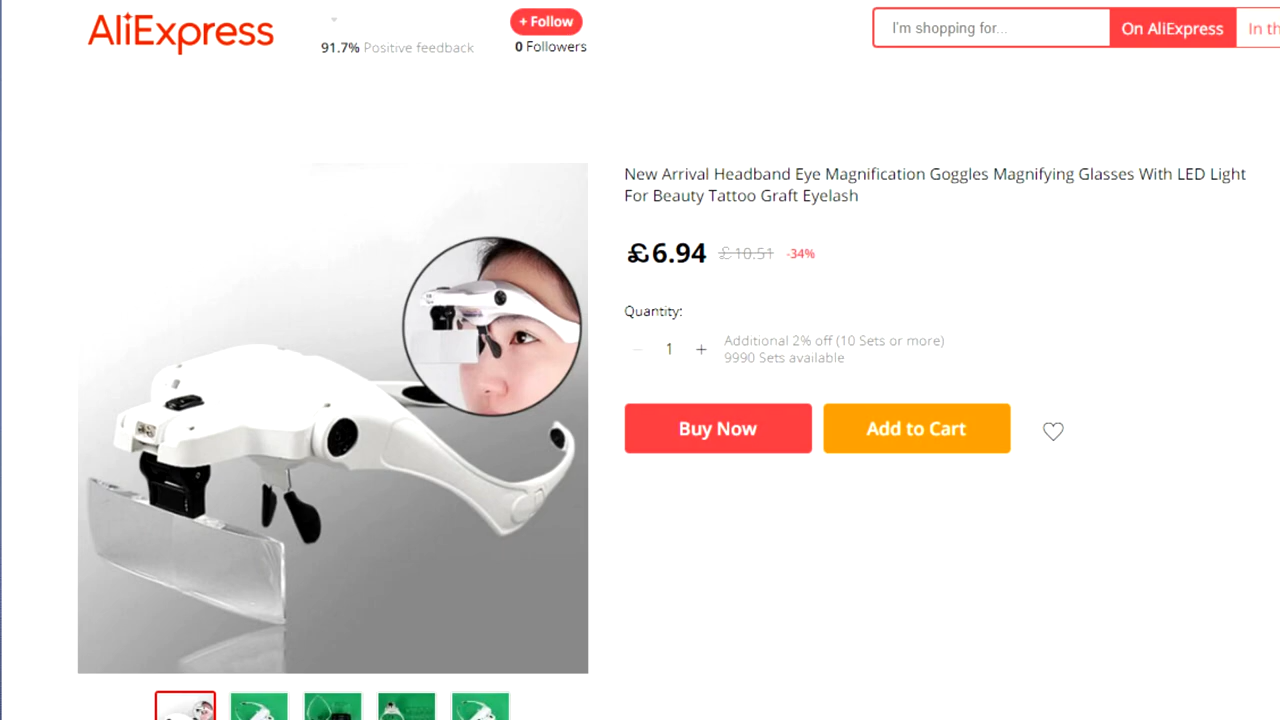 AliExpress
91.7% Positive feedback
+ Follow
0 Followers
I'm shopping for...
On AliExpress
In th
New Arrival Headband Eye Magnification Goggles Magnifying Glasses With LED Light
For Beauty Tattoo Graft Eyelash
£6.94 £10.51 -34%
Quantity:
− 1 +
Additional 2% off (10 Sets or more)
9990 Sets available
Buy Now
Add to Cart